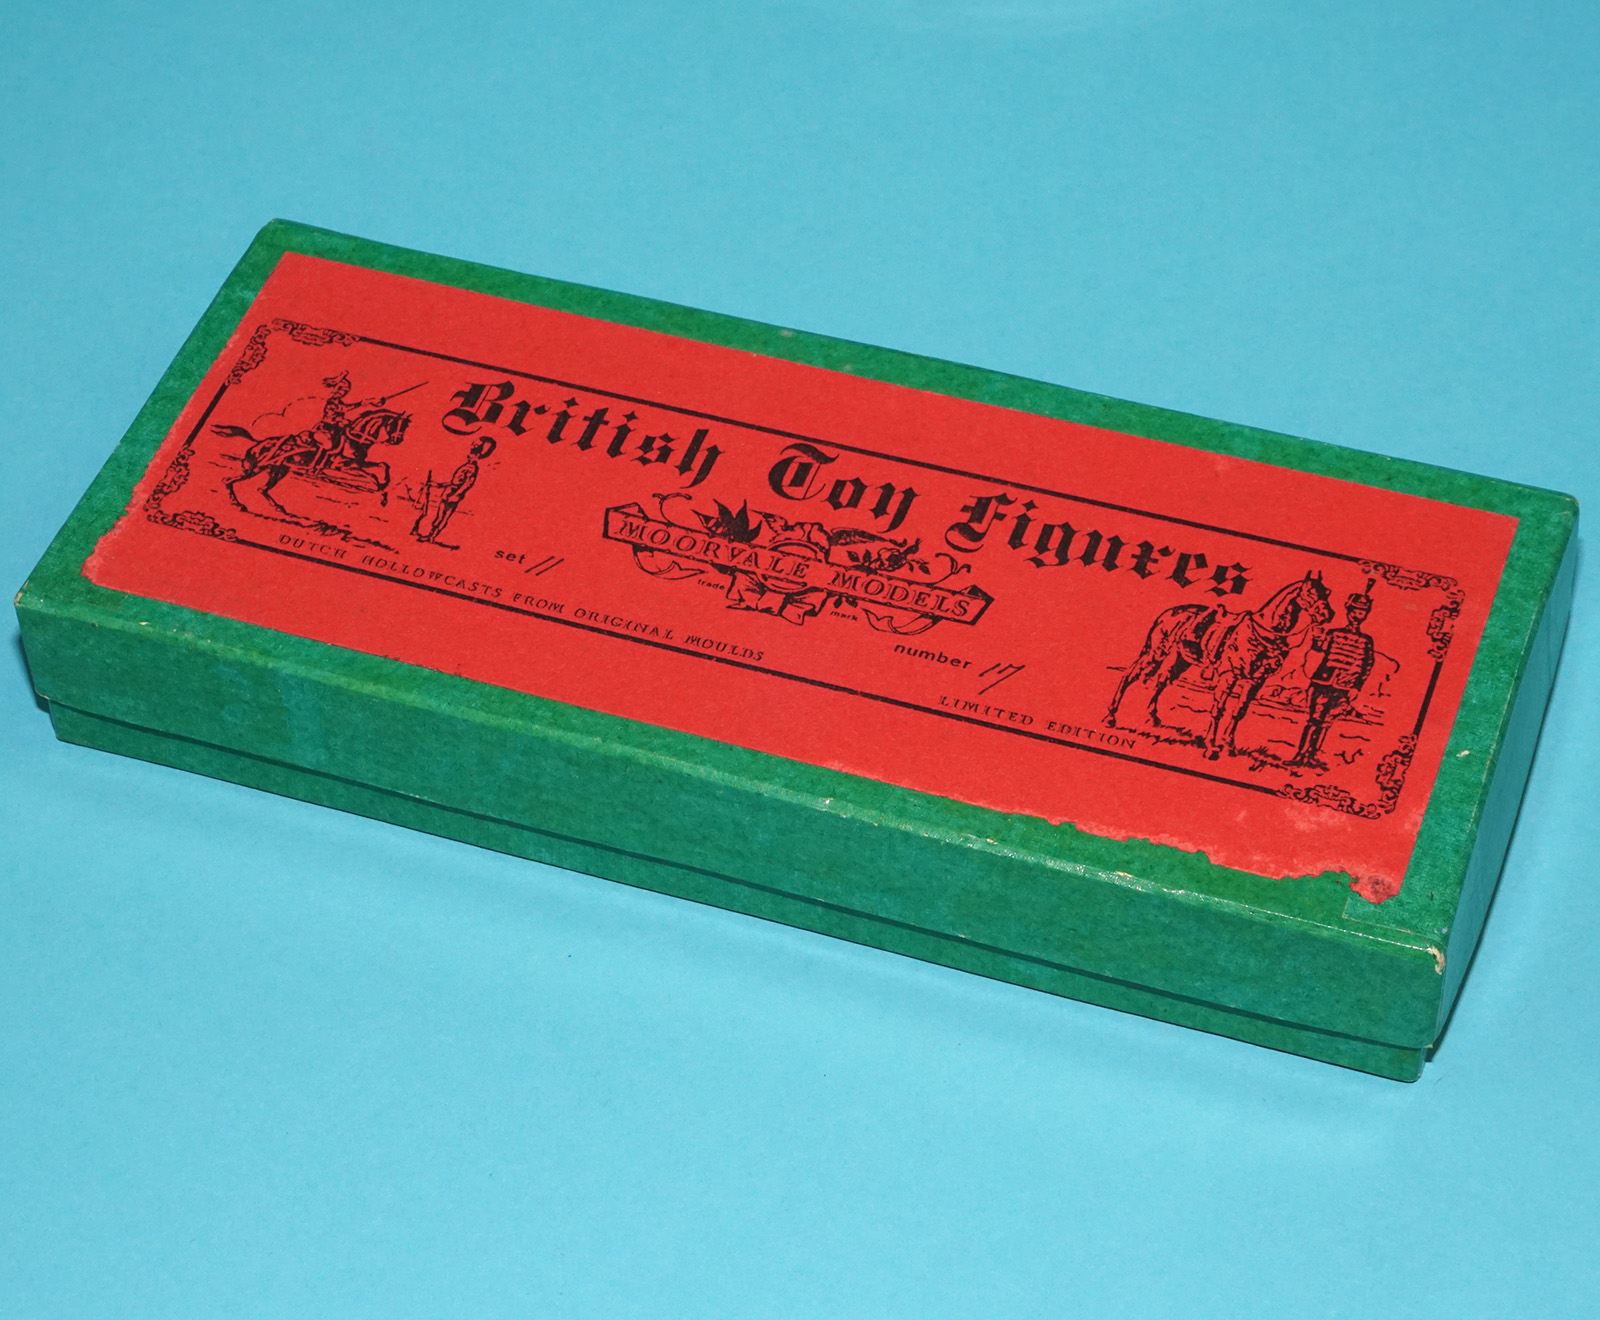 British Toy Figures
MOORVALE MODELS
trade mark
set 11
number 17
DUTCH HOLLOWCASTS FROM ORIGINAL MOULDS
LIMITED EDITION